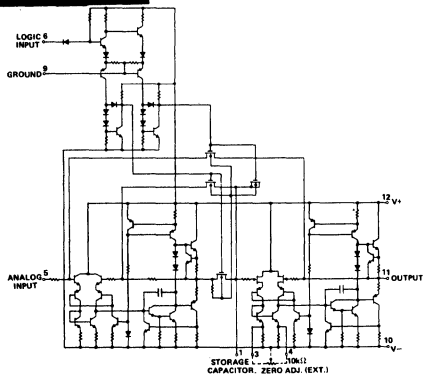 LOGIC 6
INPUT
GROUND 9
12 V+
ANALOG 5
INPUT
11 OUTPUT
10 V−
1 3 4
STORAGE 10kΩ
CAPACITOR. ZERO ADJ. (EXT.)